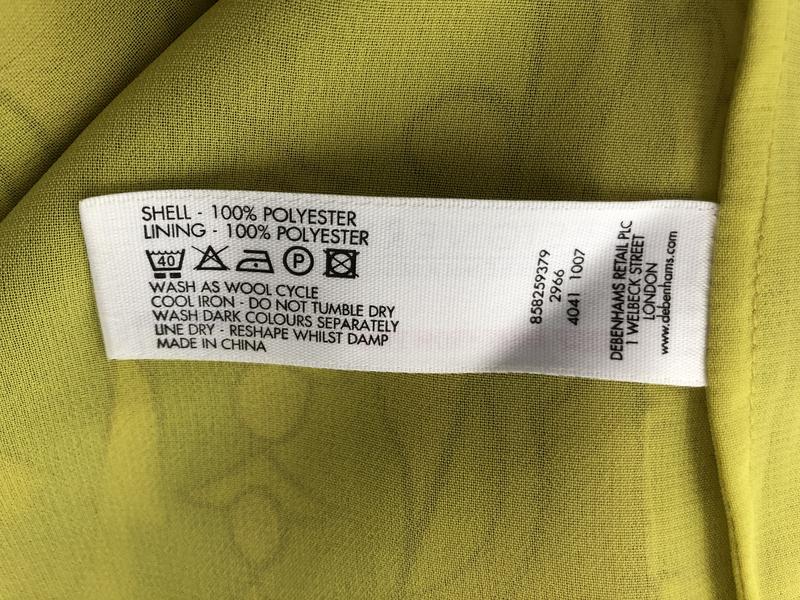 SHELL - 100% POLYESTER
LINING - 100% POLYESTER
40 P
WASH AS WOOL CYCLE
COOL IRON - DO NOT TUMBLE DRY
WASH DARK COLOURS SEPARATELY
LINE DRY - RESHAPE WHILST DAMP
MADE IN CHINA
858259379
2966
4041 1007
DEBENHAMS RETAIL PLC
1 WELBECK STREET
LONDON
www.debenhams.com